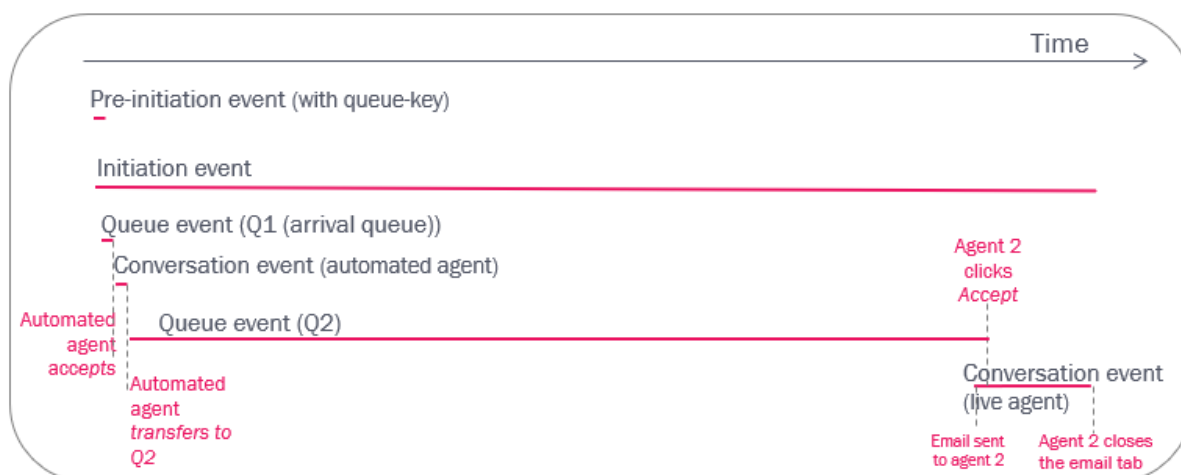 Time
Pre-initiation event (with queue-key)
Initiation event
Queue event (Q1 (arrival queue))
Conversation event (automated agent)
Agent 2
clicks
Accept
Automated
agent
accepts
Queue event (Q2)
Automated
agent
transfers to
Q2
Conversation event
(live agent)
Email sent
to agent 2
Agent 2 closes
the email tab